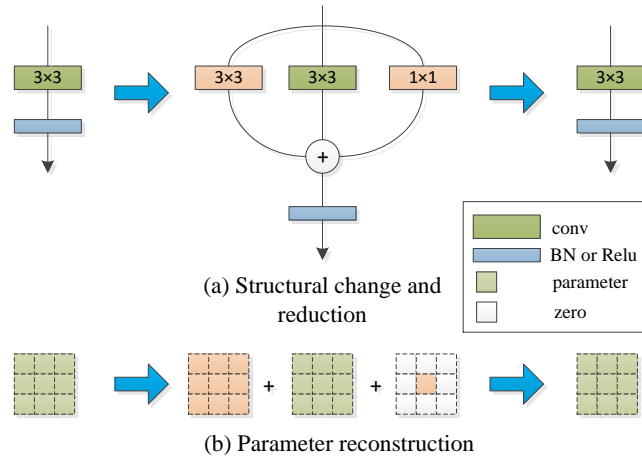 3×3
3×3
3×3
1×1
3×3
+
conv
BN or Relu
parameter
zero
(a) Structural change and
reduction
+
+
(b) Parameter reconstruction